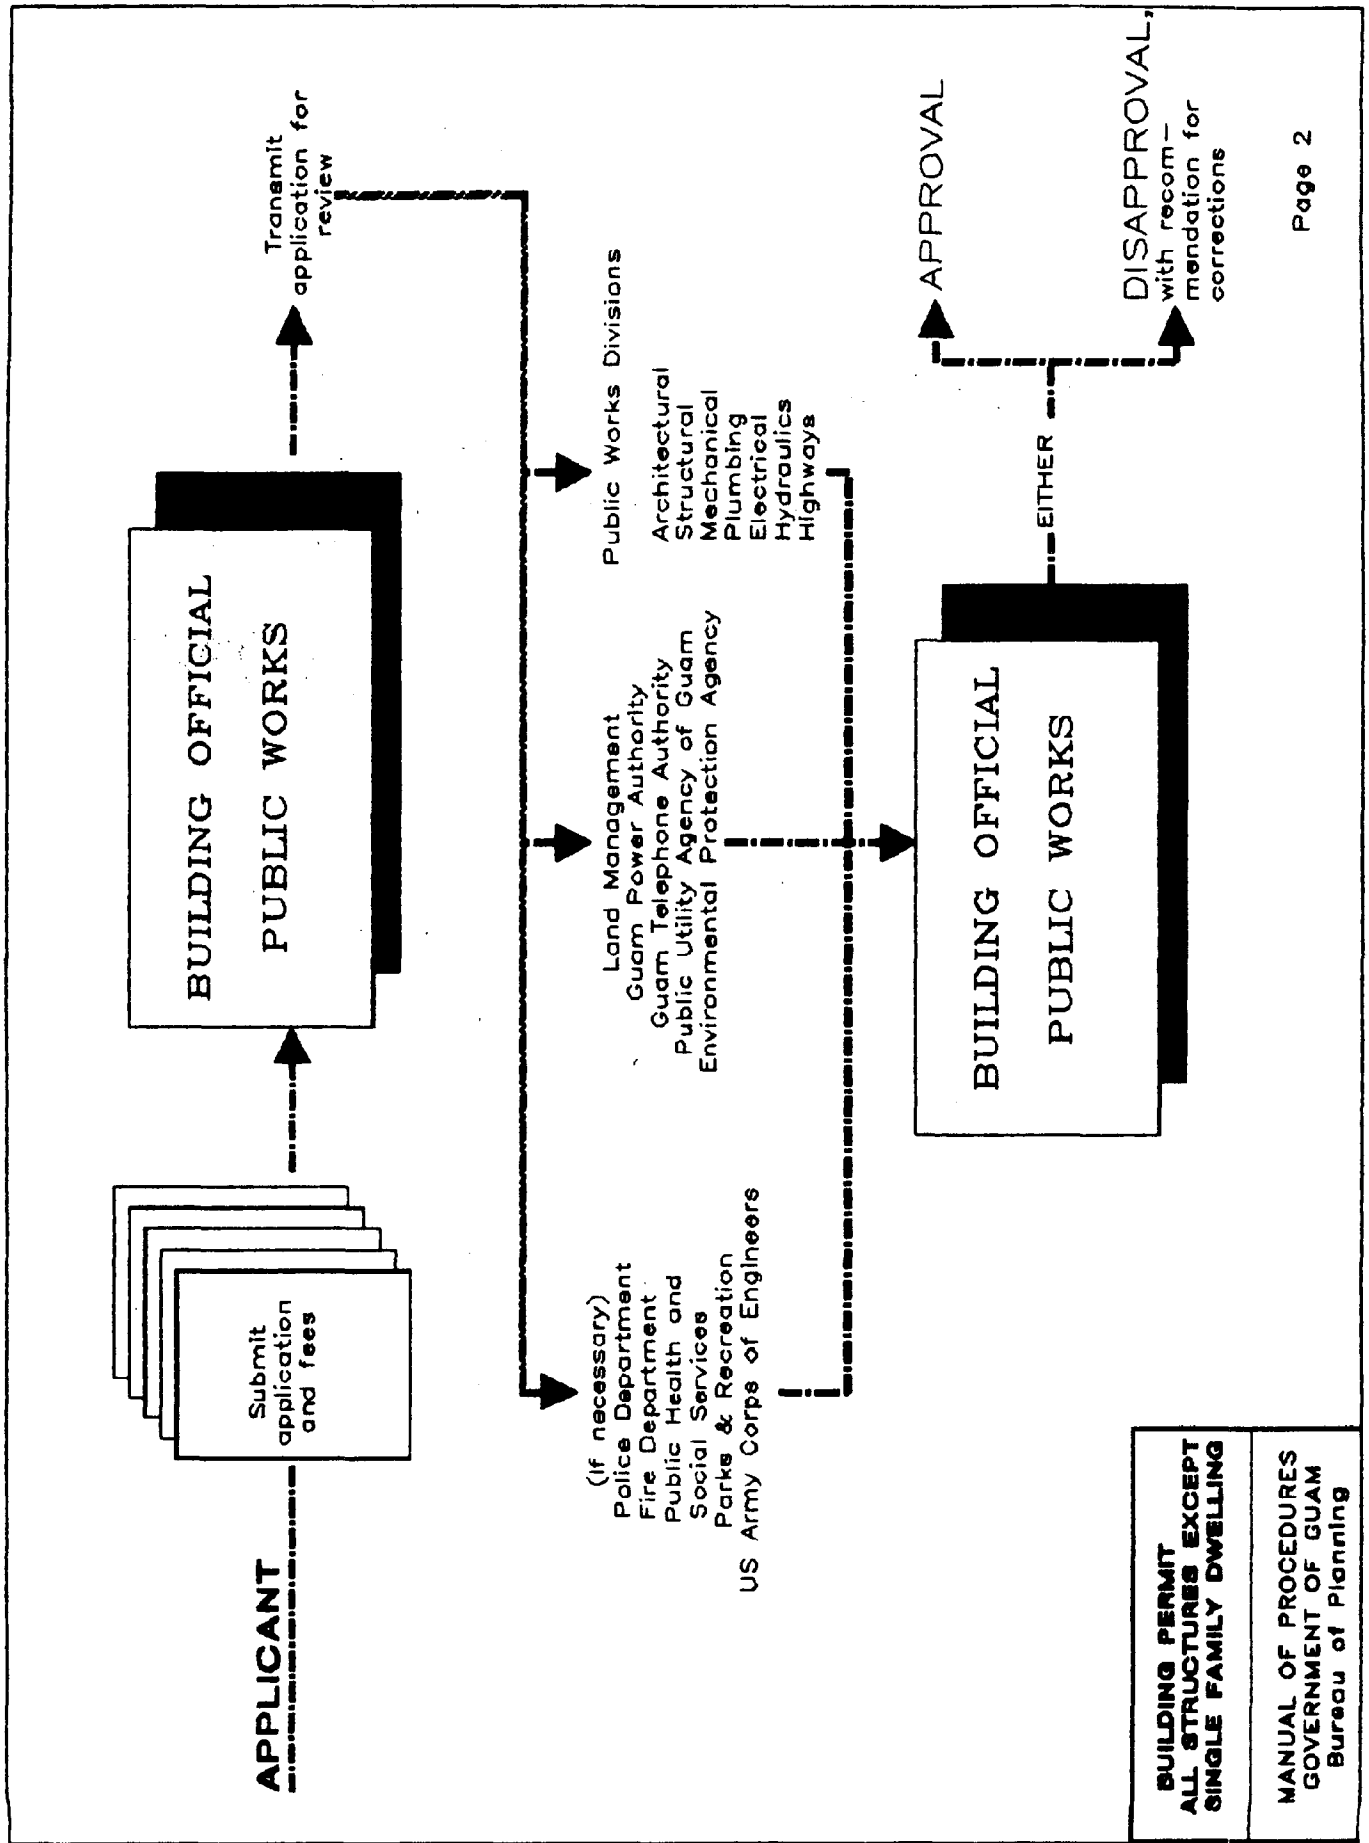 APPLICANT
Submit
application
and fees
BUILDING OFFICIAL
PUBLIC WORKS
Transmit
application for
review
(If necessary)
Police Department
Fire Department
Public Health and
Social Services
Parks & Recreation
US Army Corps of Engineers
Land Management
Guam Power Authority
Guam Telephone Authority
Public Utility Agency of Guam
Environmental Protection Agency
Public Works Divisions
Architectural
Structural
Mechanical
Plumbing
Electrical
Hydraulics
Highways
BUILDING OFFICIAL
PUBLIC WORKS
EITHER
APPROVAL
DISAPPROVAL,
with recom-
mendation for
corrections
BUILDING PERMIT
ALL STRUCTURES EXCEPT
SINGLE FAMILY DWELLING
MANUAL OF PROCEDURES
GOVERNMENT OF GUAM
Bureau of Planning
Page 2